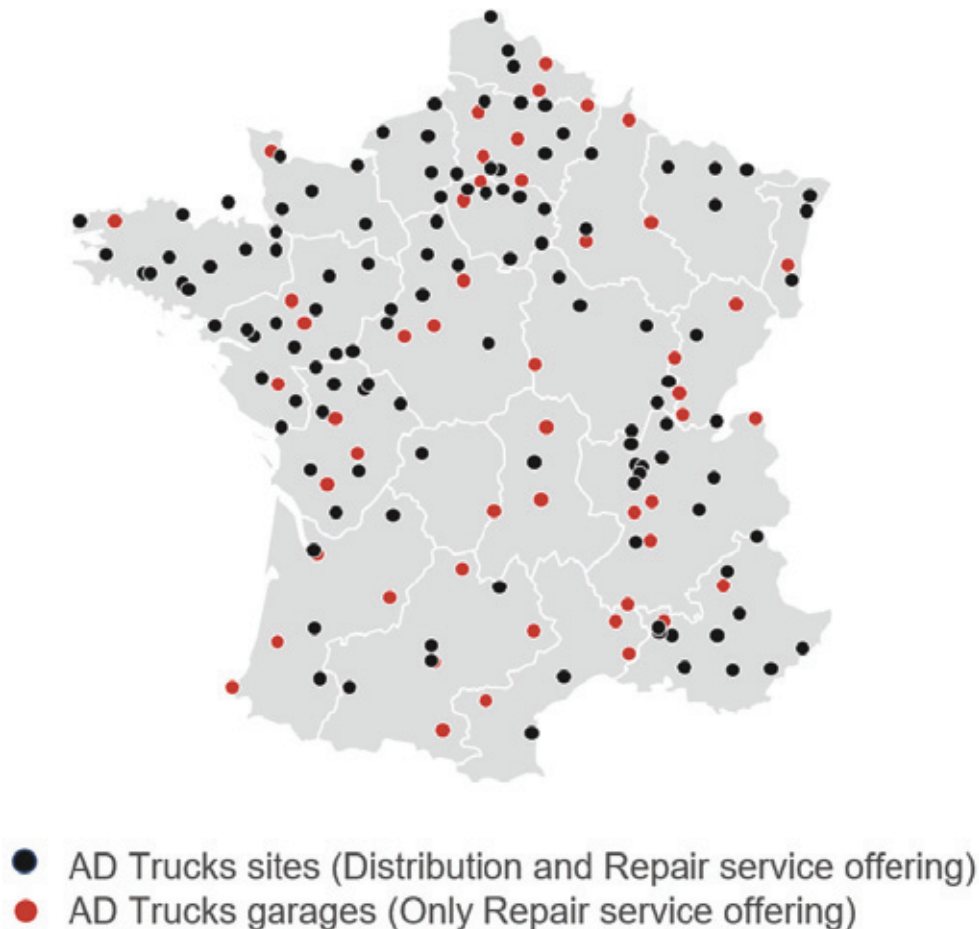 AD Trucks sites (Distribution and Repair service offering)
AD Trucks garages (Only Repair service offering)